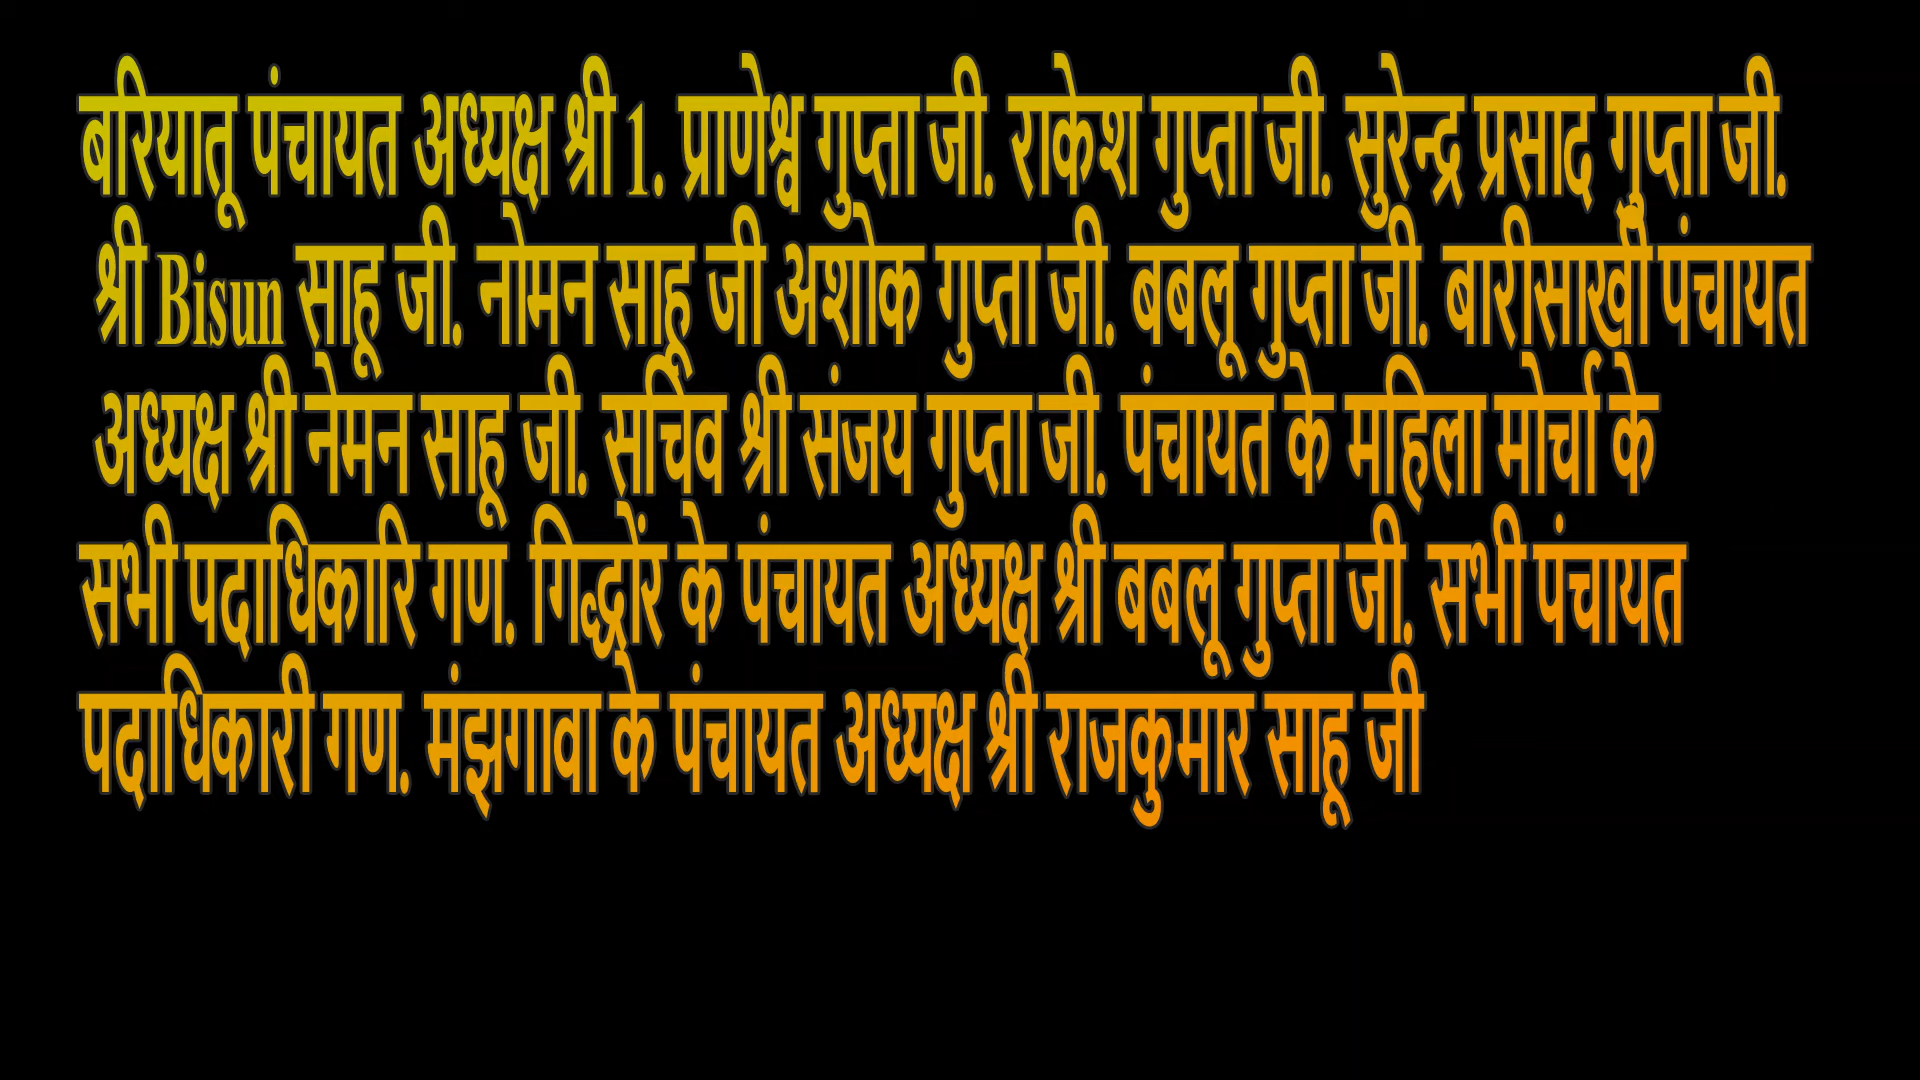 बरियातू पंचायत अध्यक्ष श्री 1. प्राणेश्व गुप्ता जी. राकेश गुप्ता जी. सुरेन्द्र प्रसाद गुप्ता जी.
श्री Bisun साहू जी. नोमन साहू जी अशोक गुप्ता जी. बबलू गुप्ता जी. बारीसाखी पंचायत
अध्यक्ष श्री नेमन साहू जी. सचिव श्री संजय गुप्ता जी. पंचायत के महिला मोर्चा के
सभी पदाधिकारि गण. गिद्धोर के पंचायत अध्यक्ष श्री बबलू गुप्ता जी. सभी पंचायत
पदाधिकारी गण. मंझगावा के पंचायत अध्यक्ष श्री राजकुमार साहू जी